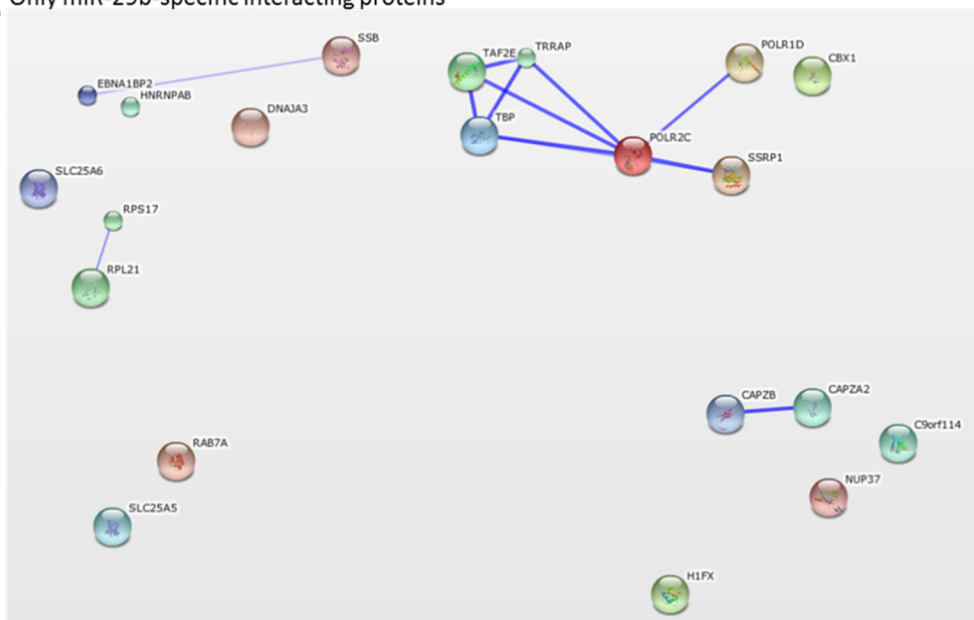 Only miR-29b-specific interacting proteins
SSB
TAF2E
TRRAP
POLR1D
CBX1
EBNA1BP2
HNRNPAB
DNAJA3
TBP
POLR2C
SSRP1
SLC25A6
RPS17
RPL21
CAPZB
CAPZA2
C9orf114
RAB7A
NUP37
SLC25A5
H1FX